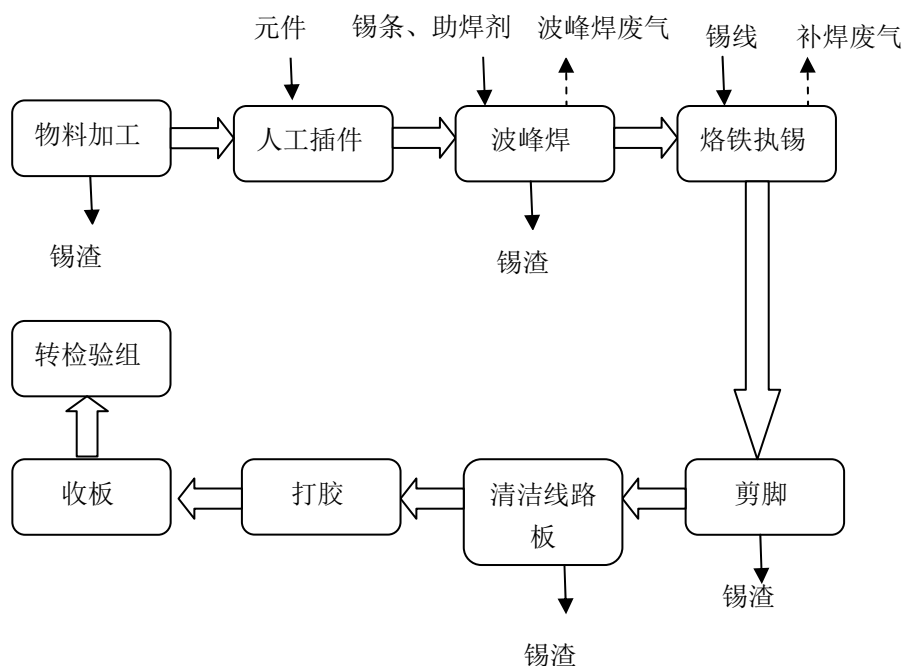 元件
锡条、助焊剂
波峰焊废气
锡线
补焊废气
物料加工
人工插件
波峰焊
烙铁执锡
锡渣
锡渣
转检验组
收板
打胶
清洁线路
板
剪脚
锡渣
锡渣